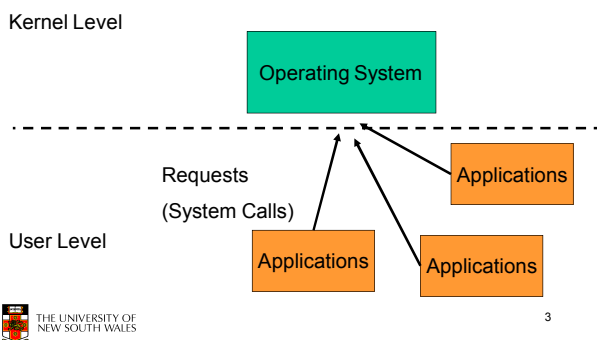 Kernel Level
Operating System
Requests
(System Calls)
Applications
User Level
Applications
Applications
THE UNIVERSITY OF
NEW SOUTH WALES
3